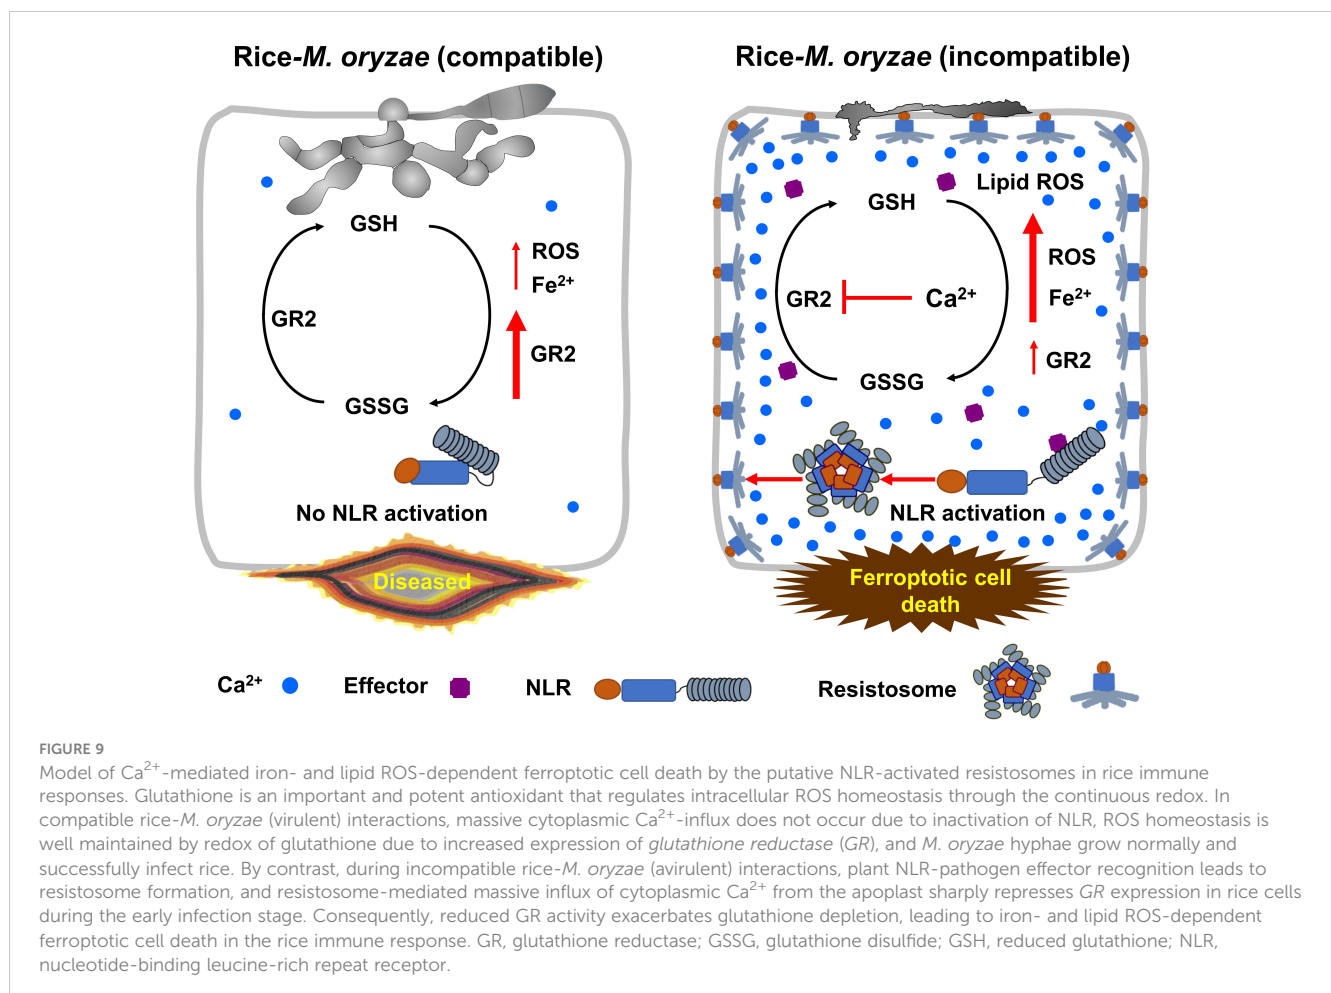 Rice-M. oryzae (compatible)
Rice-M. oryzae (incompatible)
GSH
ROS
Fe²⁺
GR2
GR2
GSSG
No NLR activation
Diseased
Lipid ROS
GSH
ROS
GR2
Ca²⁺
Fe²⁺
GR2
GSSG
NLR activation
Ferroptotic cell
death
Ca²⁺
Effector
NLR
Resistosome
FIGURE 9
Model of Ca²⁺-mediated iron- and lipid ROS-dependent ferroptotic cell death by the putative NLR-activated resistosomes in rice immune
responses. Glutathione is an important and potent antioxidant that regulates intracellular ROS homeostasis through the continuous redox. In
compatible rice-M. oryzae (virulent) interactions, massive cytoplasmic Ca²⁺-influx does not occur due to inactivation of NLR, ROS homeostasis is
well maintained by redox of glutathione due to increased expression of glutathione reductase (GR), and M. oryzae hyphae grow normally and
successfully infect rice. By contrast, during incompatible rice-M. oryzae (avirulent) interactions, plant NLR-pathogen effector recognition leads to
resistosome formation, and resistosome-mediated massive influx of cytoplasmic Ca²⁺ from the apoplast sharply represses GR expression in rice cells
during the early infection stage. Consequently, reduced GR activity exacerbates glutathione depletion, leading to iron- and lipid ROS-dependent
ferroptotic cell death in the rice immune response. GR, glutathione reductase; GSSG, glutathione disulfide; GSH, reduced glutathione; NLR,
nucleotide-binding leucine-rich repeat receptor.